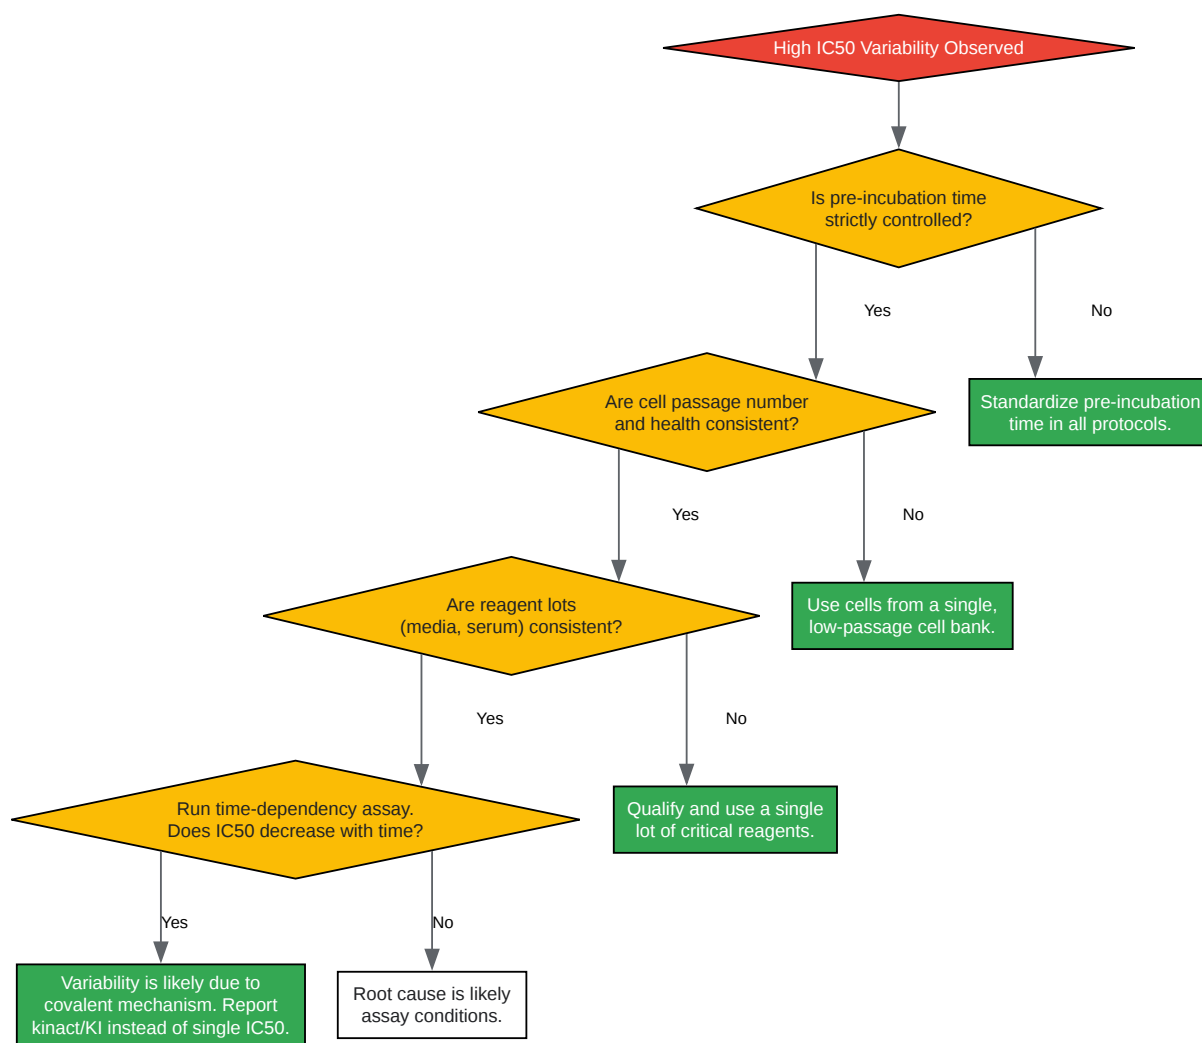 High IC50 Variability Observed
Is pre-incubation time
strictly controlled?
Yes
No
Are cell passage number
and health consistent?
Standardize pre-incubation
time in all protocols.
Yes
No
Are reagent lots
(media, serum) consistent?
Use cells from a single,
low-passage cell bank.
Yes
No
Run time-dependency assay.
Does IC50 decrease with time?
Qualify and use a single
lot of critical reagents.
Yes
No
Variability is likely due to
covalent mechanism. Report
kinact/KI instead of single IC50.
Root cause is likely
assay conditions.